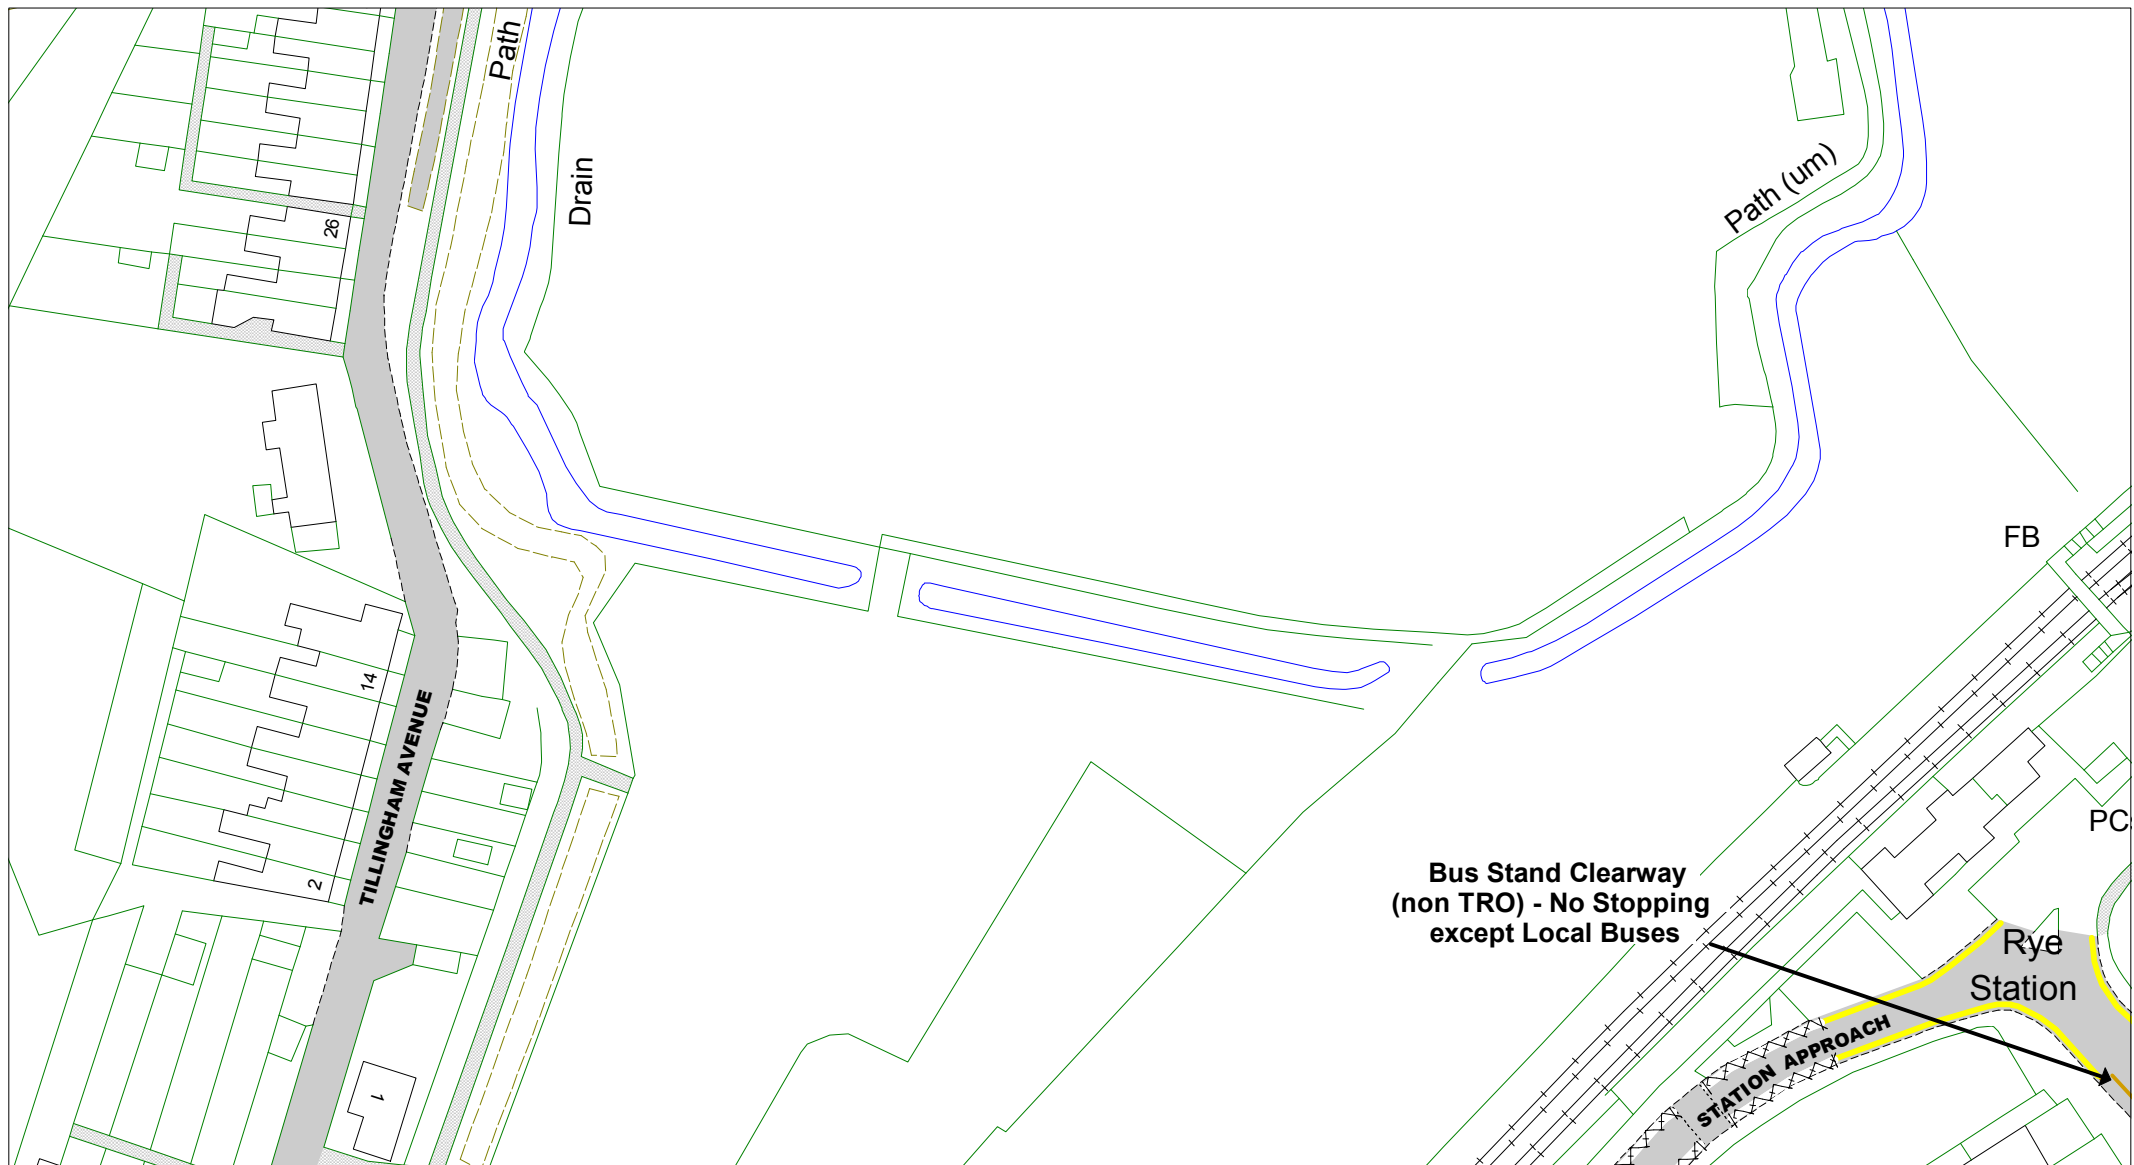 Path
Drain
Path (um)
26
FB
14
TILLINGHAM AVENUE
2
PC
Bus Stand Clearway
(non TRO) - No Stopping
except Local Buses
Rye
Station
STATION APPROACH
1